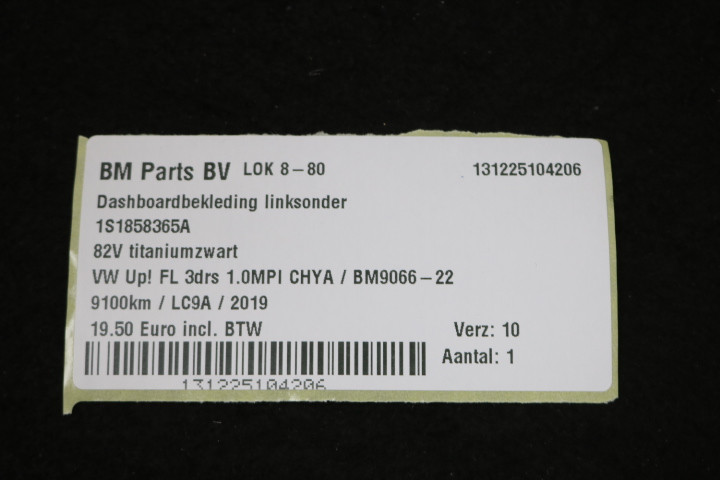 BM Parts BV LOK 8-80 131225104206
Dashboardbekleding linksonder
1S1858365A
82V titaniumzwart
VW Up! FL 3drs 1.0MPI CHYA / BM9066-22
9100km / LC9A / 2019
19.50 Euro incl. BTW Verz: 10
Aantal: 1
131225104206